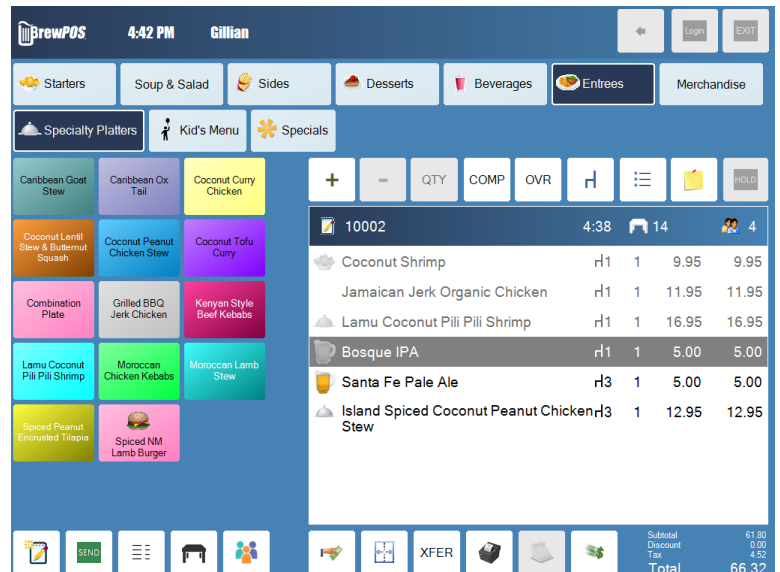 BrewPOS 4:42 PM Gillian Login EXIT
Starters Soup & Salad Sides Desserts Beverages Entrees Merchandise
Specialty Platters Kid's Menu Specials
Caribbean Goat
Stew
Caribbean Ox
Tail
Coconut Curry
Chicken
Coconut Lentil
Stew & Butternut
Squash
Coconut Peanut
Chicken Stew
Coconut Tofu
Curry
Combination
Plate
Grilled BBQ
Jerk Chicken
Kenyan Style
Beef Kebabs
Lamu Coconut
Pili Pili Shrimp
Moroccan
Chicken Kebabs
Moroccan Lamb
Stew
Spiced Peanut
Encrusted Tilapia
Spiced NM
Lamb Burger
+ - QTY COMP OVR HOLD
10002 4:38 14 4
Coconut Shrimp 1 1 9.95 9.95
Jamaican Jerk Organic Chicken 1 1 11.95 11.95
Lamu Coconut Pili Pili Shrimp 1 1 16.95 16.95
Bosque IPA 1 1 5.00 5.00
Santa Fe Pale Ale 3 1 5.00 5.00
Island Spiced Coconut Peanut Chicken 3 1 12.95 12.95
Stew
SEND XFER
Subtotal 61.80
Discount 0.00
Tax 4.52
Total 66.32